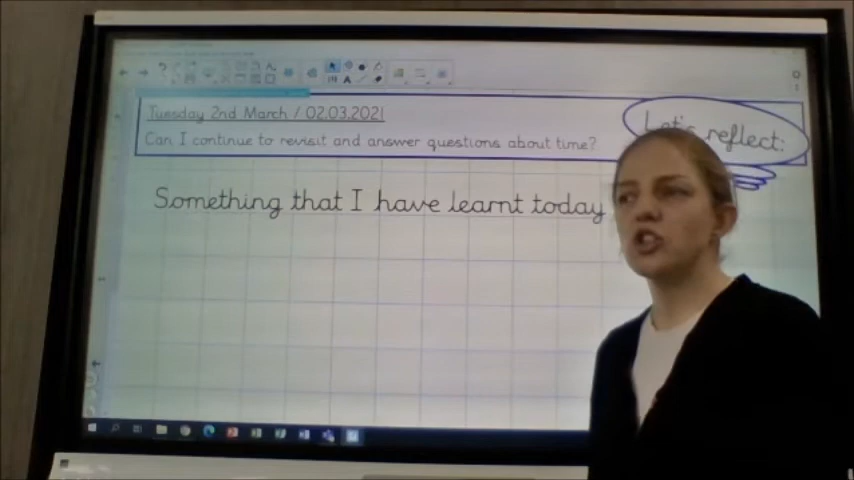 Tuesday 2nd March / 02.03.2021
Can I continue to revisit and answer questions about time?
Let's reflect:
Something that I have learnt today